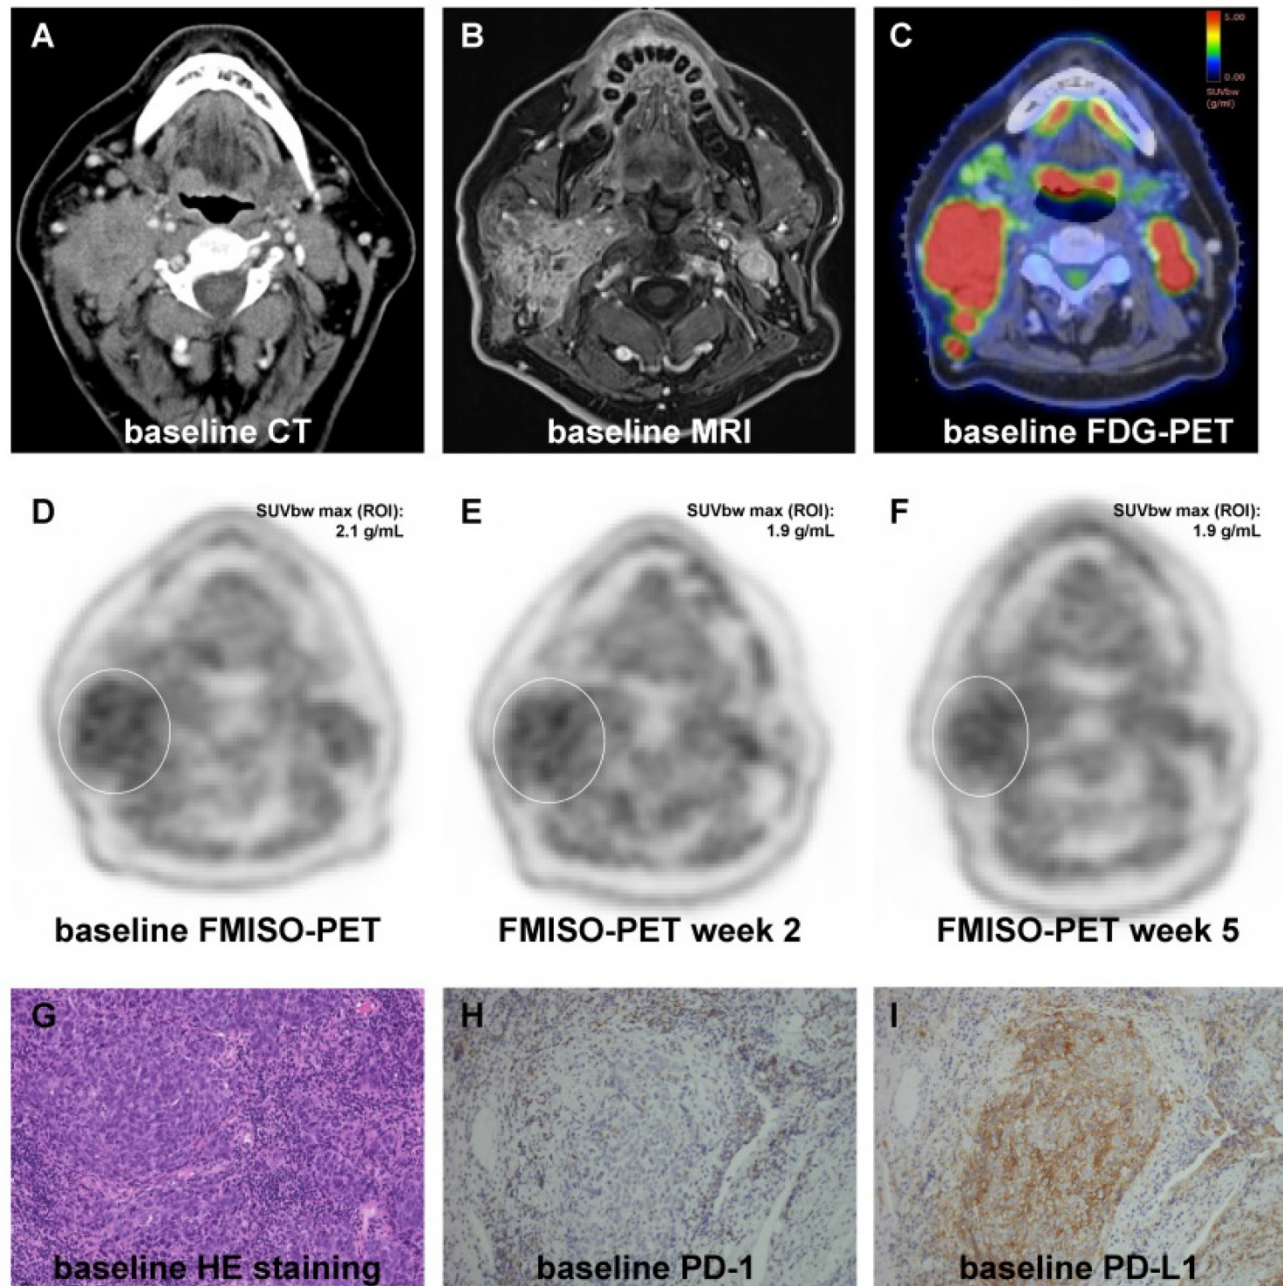 A
baseline CT
B
baseline MRI
C
5.00
0.00
SUVbw
(g/ml)
baseline FDG-PET
D
SUVbw max (ROI):
2.1 g/mL
baseline FMISO-PET
E
SUVbw max (ROI):
1.9 g/mL
FMISO-PET week 2
F
SUVbw max (ROI):
1.9 g/mL
FMISO-PET week 5
G
baseline HE staining
H
baseline PD-1
I
baseline PD-L1